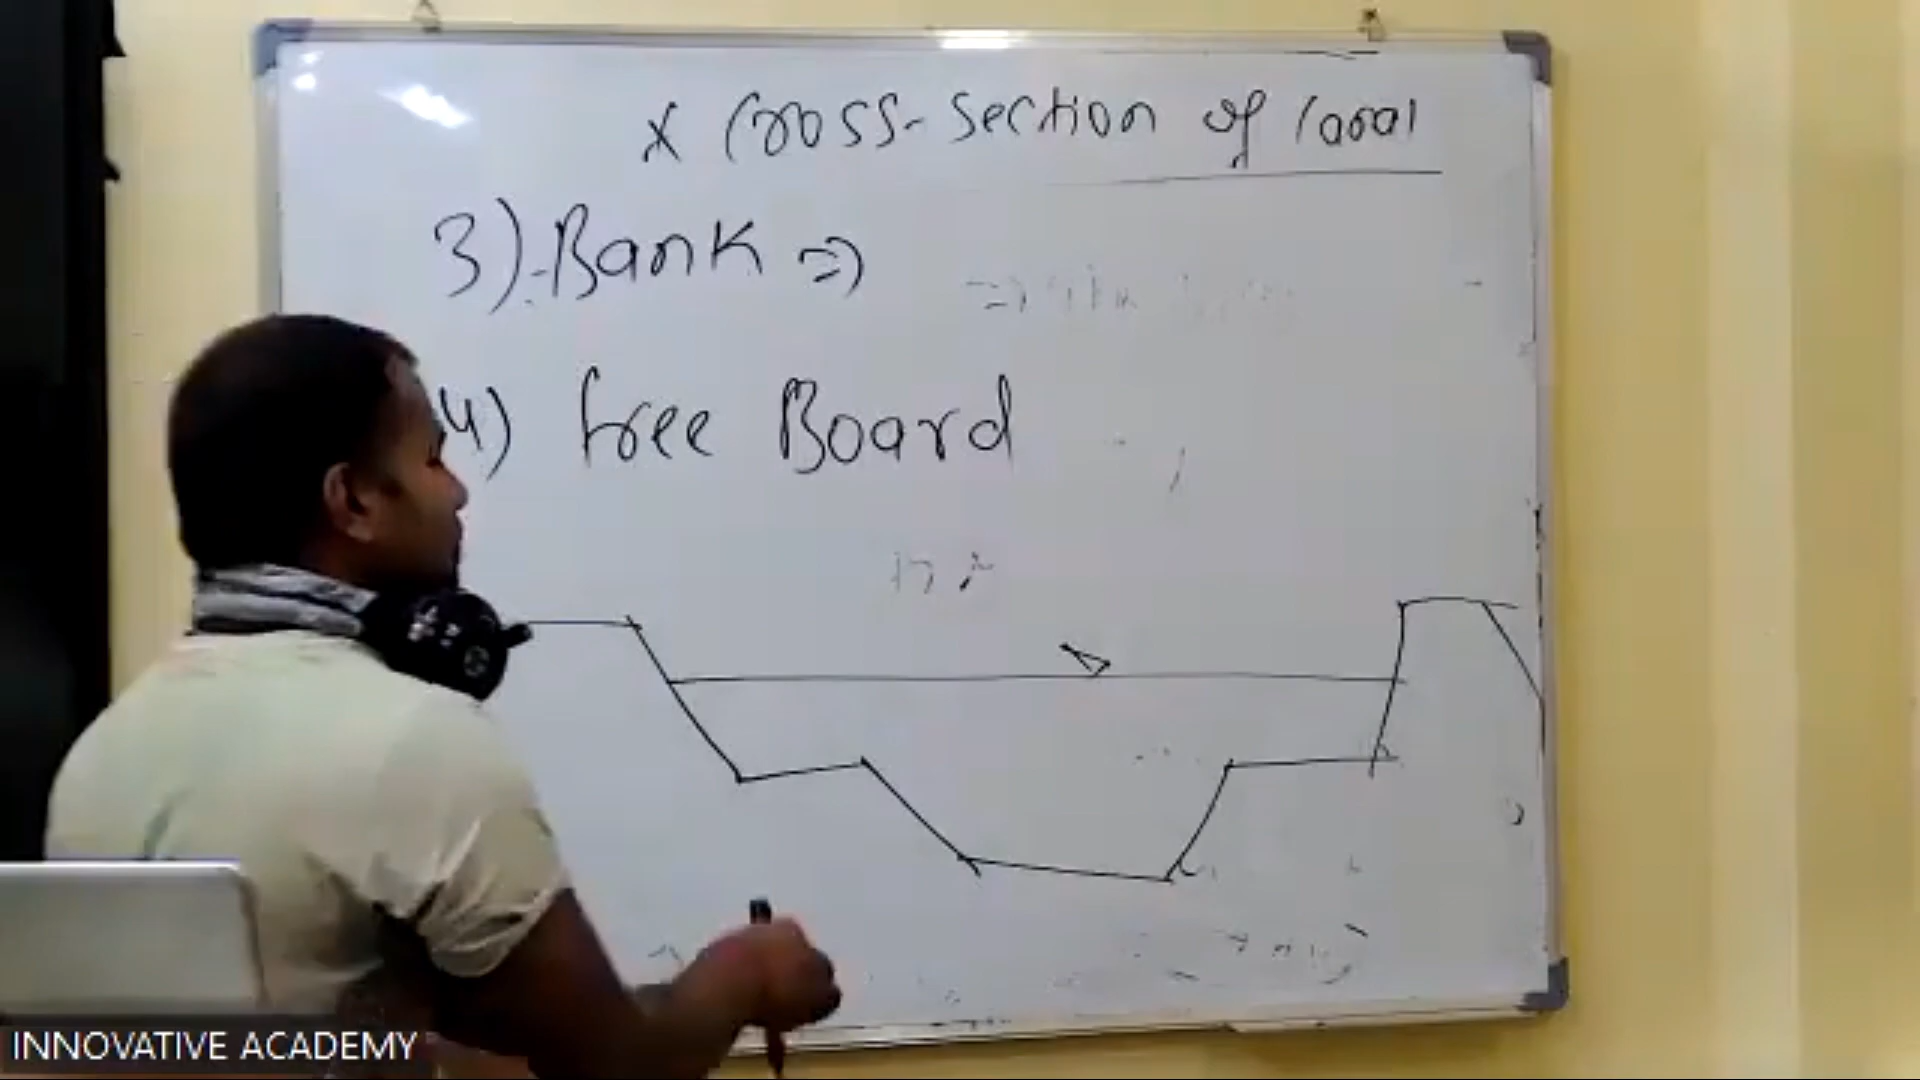 x Cross-section of Canal
3) Bank =>
4) Free Board
INNOVATIVE ACADEMY